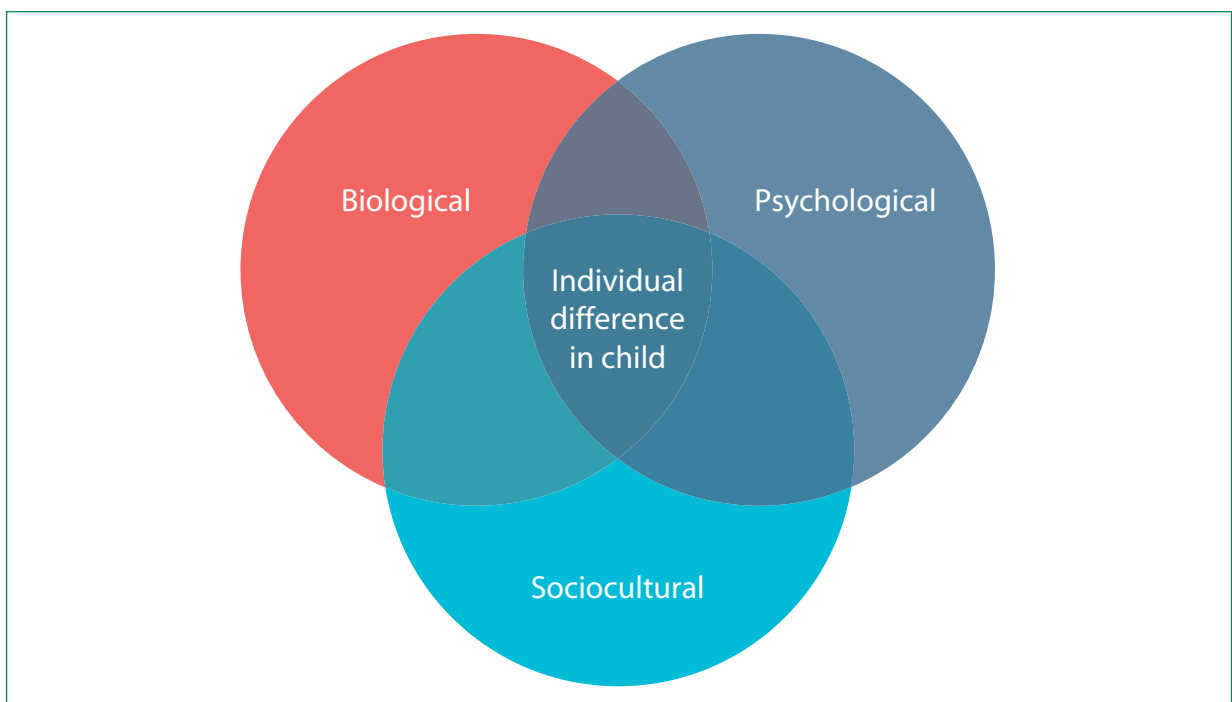 Biological
Psychological
Individual
difference
in child
Sociocultural